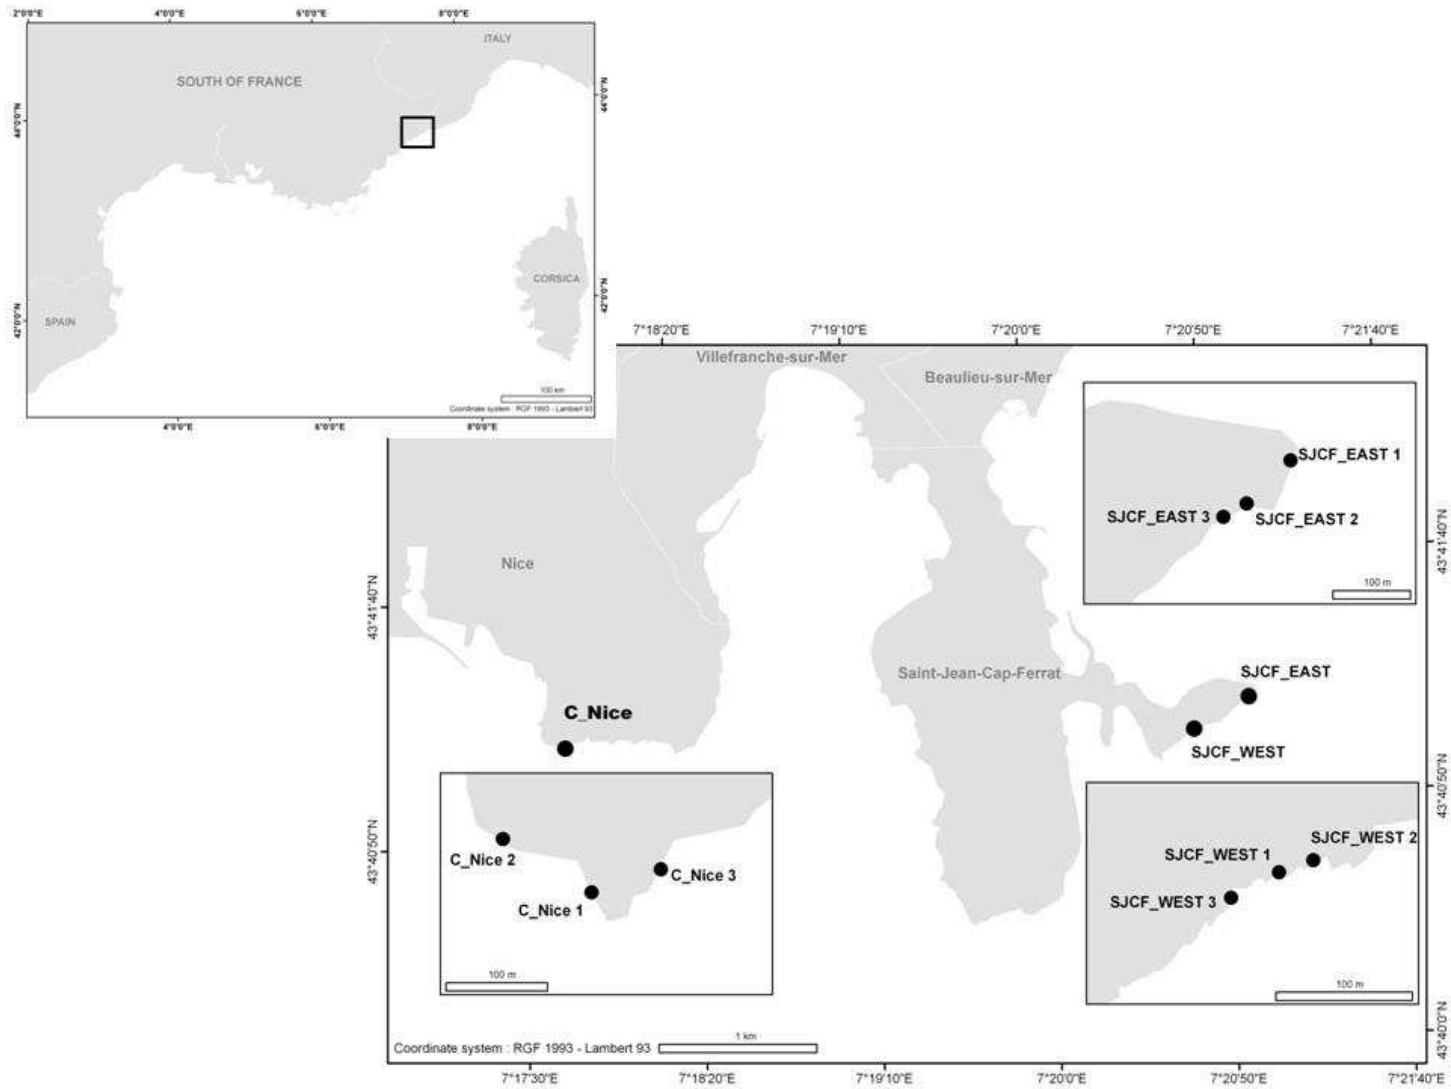 2°0'0"E 4°0'0"E 6°0'0"E 8°0'0"E
ITALY
SOUTH OF FRANCE
44°0'0"N
44°0'0"N
CORSICA
42°0'0"N
42°0'0"N
SPAIN
100 km
Coordinate system : RGF 1993 - Lambert 93
4°0'0"E 6°0'0"E 8°0'0"E
7°18'20"E 7°19'10"E 7°20'0"E 7°20'50"E 7°21'40"E
Villefranche-sur-Mer
Beaulieu-sur-Mer
SJCF_EAST 1
SJCF_EAST 3
SJCF_EAST 2
100 m
43°41'40"N
43°41'40"N
Nice
Saint-Jean-Cap-Ferrat
SJCF_EAST
C_Nice
SJCF_WEST
43°40'50"N
43°40'50"N
C_Nice 2
C_Nice 3
C_Nice 1
100 m
SJCF_WEST 2
SJCF_WEST 1
SJCF_WEST 3
100 m
43°40'0"N
Coordinate system : RGF 1993 - Lambert 93
1 km
7°17'30"E 7°18'20"E 7°19'10"E 7°20'0"E 7°20'50"E 7°21'40"E